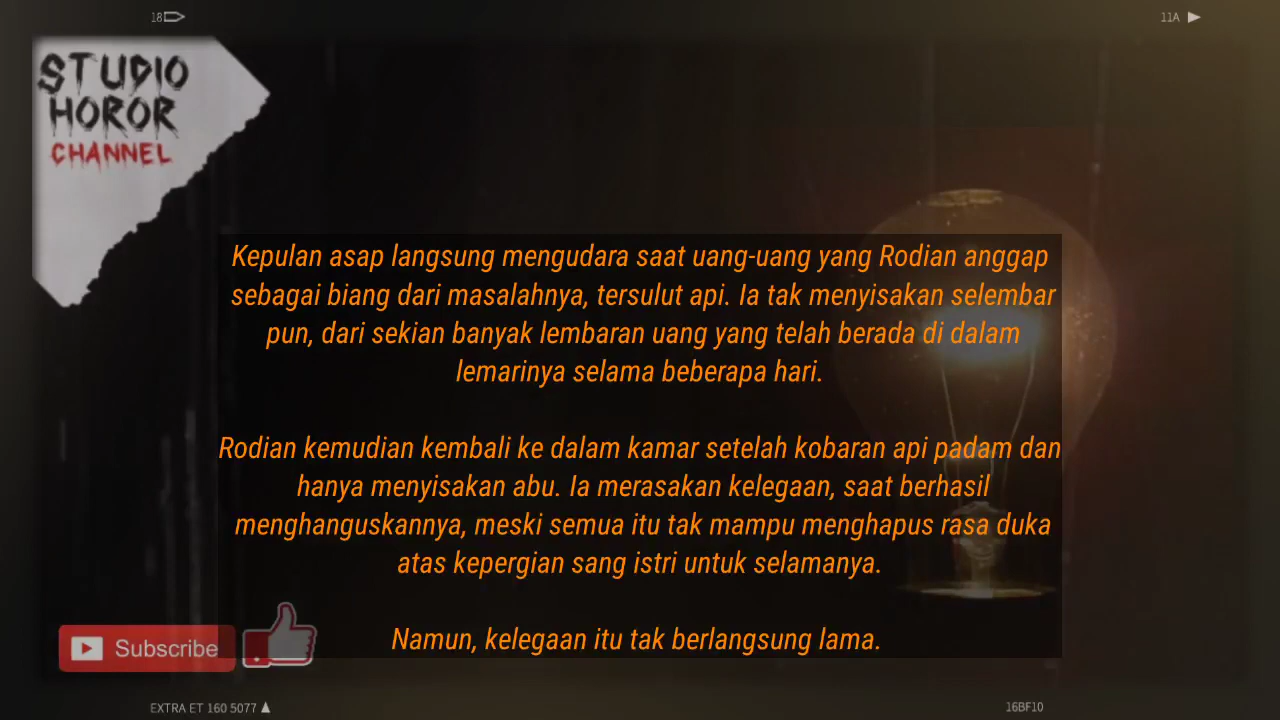 18
11A
STUDIO
HOROR
CHANNEL
Kepulan asap langsung mengudara saat uang-uang yang Rodian anggap
sebagai biang dari masalahnya, tersulut api. Ia tak menyisakan selembar
pun, dari sekian banyak lembaran uang yang telah berada di dalam
lemarinya selama beberapa hari.
Rodian kemudian kembali ke dalam kamar setelah kobaran api padam dan
hanya menyisakan abu. Ia merasakan kelegaan, saat berhasil
menghanguskannya, meski semua itu tak mampu menghapus rasa duka
atas kepergian sang istri untuk selamanya.
Namun, kelegaan itu tak berlangsung lama.
Subscribe
EXTRA ET 160 5077
16BF10